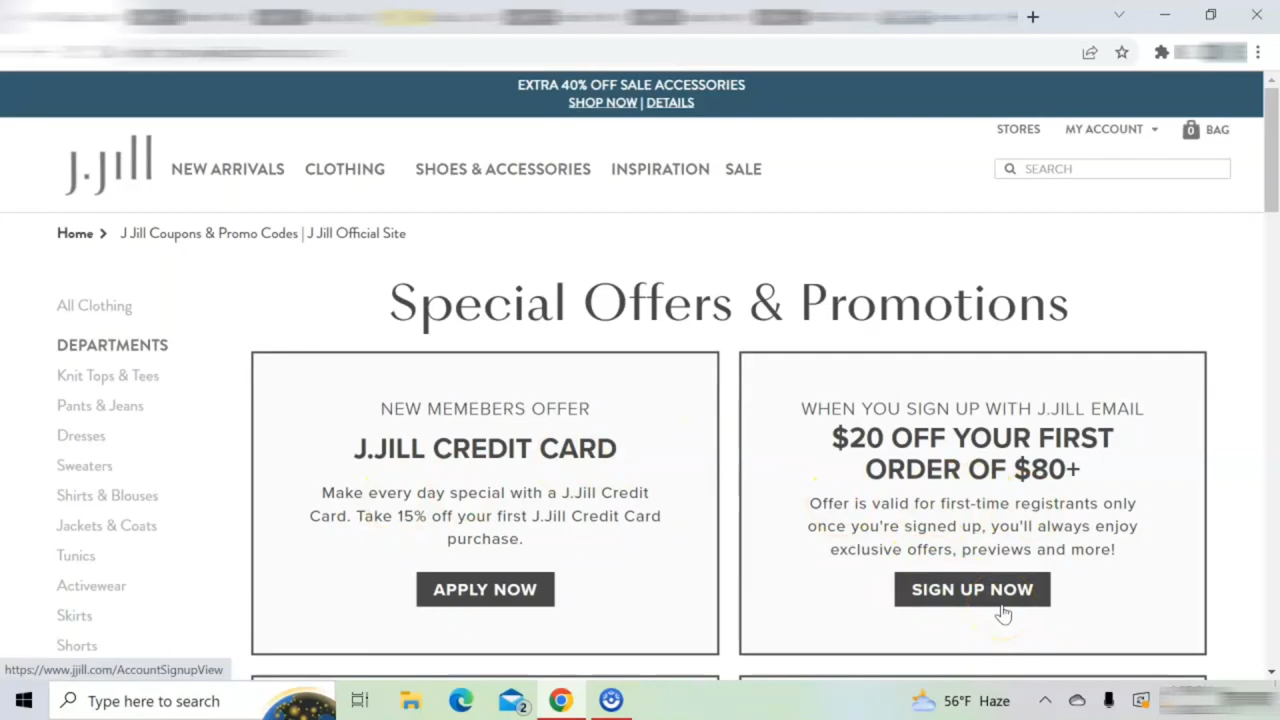 EXTRA 40% OFF SALE ACCESSORIES
SHOP NOW | DETAILS
STORES MY ACCOUNT 0 BAG
J.Jill NEW ARRIVALS CLOTHING SHOES & ACCESSORIES INSPIRATION SALE SEARCH
Home > J Jill Coupons & Promo Codes | J Jill Official Site
Special Offers & Promotions
All Clothing
DEPARTMENTS
Knit Tops & Tees
Pants & Jeans
Dresses
Sweaters
Shirts & Blouses
Jackets & Coats
Tunics
Activewear
Skirts
Shorts
NEW MEMEBERS OFFER
J.JILL CREDIT CARD
Make every day special with a J.Jill Credit
Card. Take 15% off your first J.Jill Credit Card
purchase.
APPLY NOW
WHEN YOU SIGN UP WITH J.JILL EMAIL
$20 OFF YOUR FIRST
ORDER OF $80+
Offer is valid for first-time registrants only
once you're signed up, you'll always enjoy
exclusive offers, previews and more!
SIGN UP NOW
https://www.jjill.com/AccountSignupView
Type here to search 2 56°F Haze